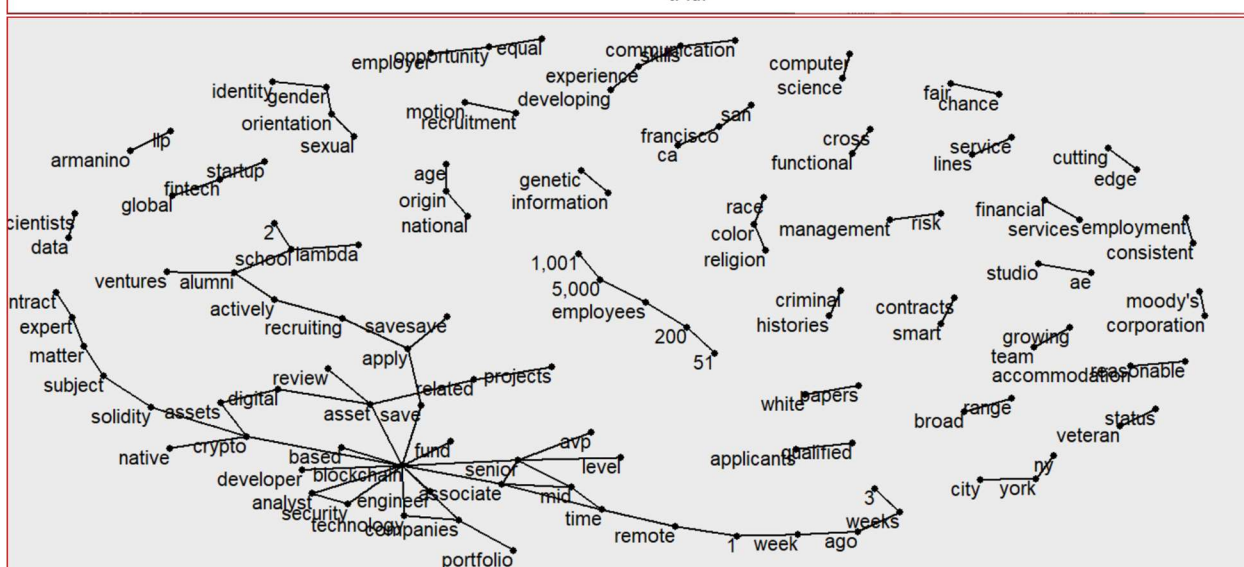 communication
equal
opportunity
skills
employer
computer
experience
science
identity
gender
developing
fair
chance
motion
recruitment
san
orientation
sexual
francisco
cross
llp
ca
functional
service
armanino
lines
cutting
startup
age
genetic
edge
fintech
information
global
origin
race
financial
national
color
management
risk
services
employment
cientists
data
2
religion
consistent
school
lambda
1,001
studio
ae
ventures
alumni
5,000
ntract
actively
employees
criminal
contracts
moody's
expert
recruiting
savesave
histories
smart
corporation
200
growing
matter
apply
51
team
subject
review
related
projects
accommodation
reasonable
digital
white
papers
solidity
assets
asset
save
broad
range
status
veteran
native
crypto
based
fund
avp
applicants
qualified
developer
blockchain
senior
level
ny
analyst
engineer
associate
mid
city
york
security
3
technology
companies
time
weeks
remote
1
week
ago
portfolio